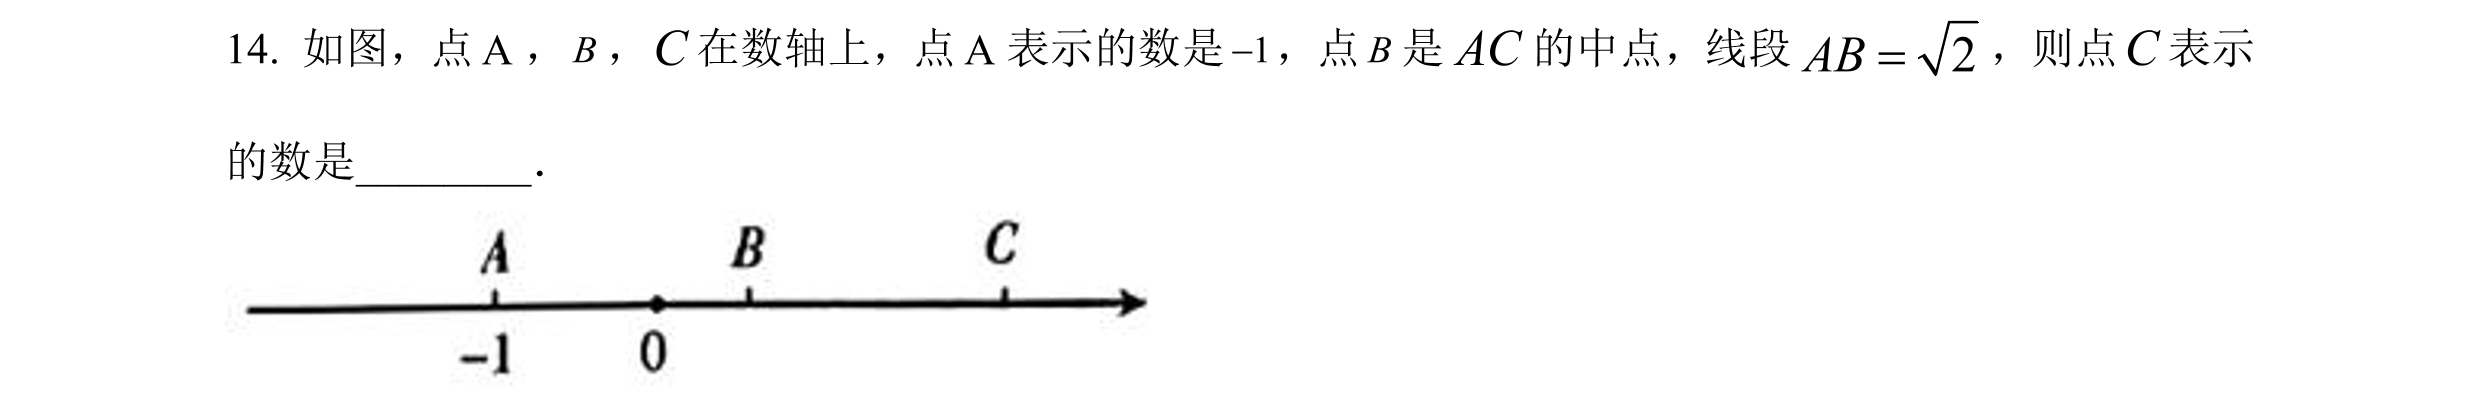 14. 如图，点 A ，B，C 在数轴上，点 A 表示的数是 −1，点 B 是 AC 的中点，线段 AB = √2 ，则点 C 表示
的数是________．
A B C
−1 0